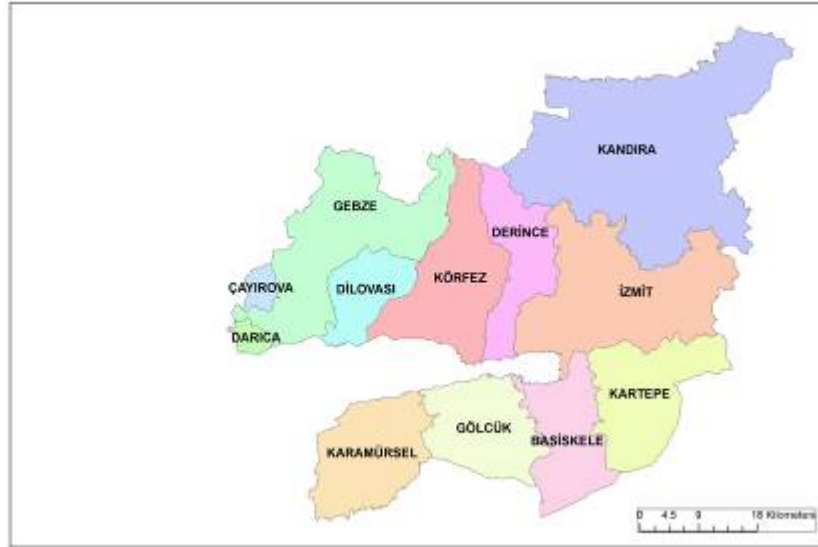 KANDIRA
GEBZE
DERİNCE
KÖRFEZ
ÇAYIROVA
DİLOVASI
İZMİT
DARICA
KARTEPE
GÖLCÜK
BAŞİSKELE
KARAMÜRSEL
0 4.5 9 18 Kilometers